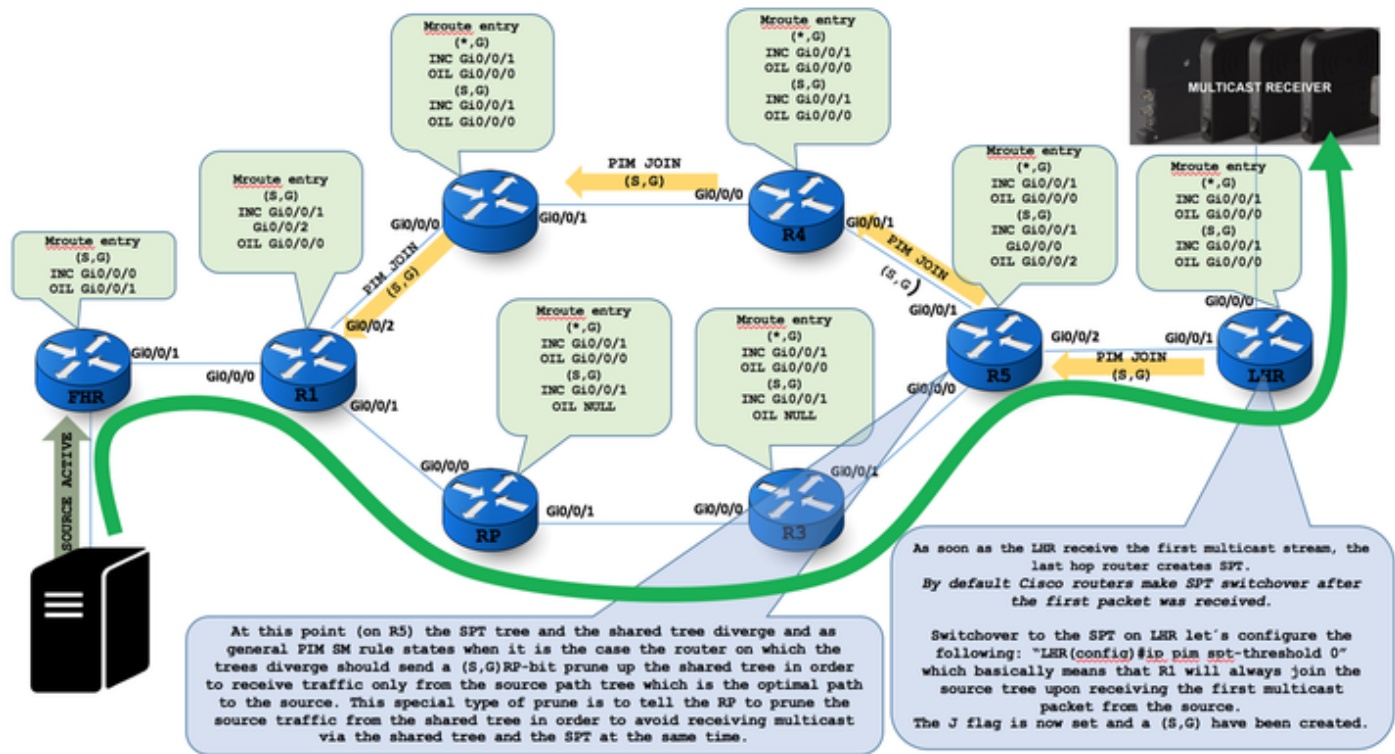 Mroute entry
(*,G)
INC Gi0/0/1
OIL Gi0/0/0
(S,G)
INC Gi0/0/1
OIL Gi0/0/0
Mroute entry
(*,G)
INC Gi0/0/1
OIL Gi0/0/0
(S,G)
INC Gi0/0/1
OIL Gi0/0/0
MULTICAST RECEIVER
Mroute entry
(S,G)
INC Gi0/0/1
Gi0/0/2
OIL Gi0/0/0
PIM JOIN
(S,G)
Mroute entry
(*,G)
INC Gi0/0/1
OIL Gi0/0/0
(S,G)
INC Gi0/0/1
Gi0/0/0
OIL Gi0/0/2
Mroute entry
(*,G)
INC Gi0/0/1
OIL Gi0/0/0
(S,G)
INC Gi0/0/1
OIL Gi0/0/0
Mroute entry
(S,G)
INC Gi0/0/0
OIL Gi0/0/1
Gi0/0/0
Gi0/0/1
Gi0/0/0
R4
Gi0/0/1
PIM JOIN
(S,G)
PIM JOIN
(S,G)
Gi0/0/2
Gi0/0/1
Gi0/0/0
Gi0/0/1
FHR
Gi0/0/0
R1
Gi0/0/1
Mroute entry
(*,G)
INC Gi0/0/1
OIL Gi0/0/0
(S,G)
INC Gi0/0/1
OIL NULL
Mroute entry
(*,G)
INC Gi0/0/1
OIL Gi0/0/0
(S,G)
INC Gi0/0/1
OIL NULL
R5
Gi0/0/2
Gi0/0/1
PIM JOIN
(S,G)
LHR
Gi0/0/0
SOURCE ACTIVE
Gi0/0/0
RP
Gi0/0/1
Gi0/0/0
R3
Gi0/0/1
At this point (on R5) the SPT tree and the shared tree diverge and as
general PIM SM rule states when it is the case the router on which the
trees diverge should send a (S,G)RP-bit prune up the shared tree in order
to receive traffic only from the source path tree which is the optimal path
to the source. This special type of prune is to tell the RP to prune the
source traffic from the shared tree in order to avoid receiving multicast
via the shared tree and the SPT at the same time.
As soon as the LHR receive the first multicast stream, the
last hop router creates SPT.
By default Cisco routers make SPT switchover after
the first packet was received.
Switchover to the SPT on LHR let´s configure the
following: “LHR(config)#ip pim spt-threshold 0”
which basically means that R1 will always join the
source tree upon receiving the first multicast
packet from the source.
The J flag is now set and a (S,G) have been created.